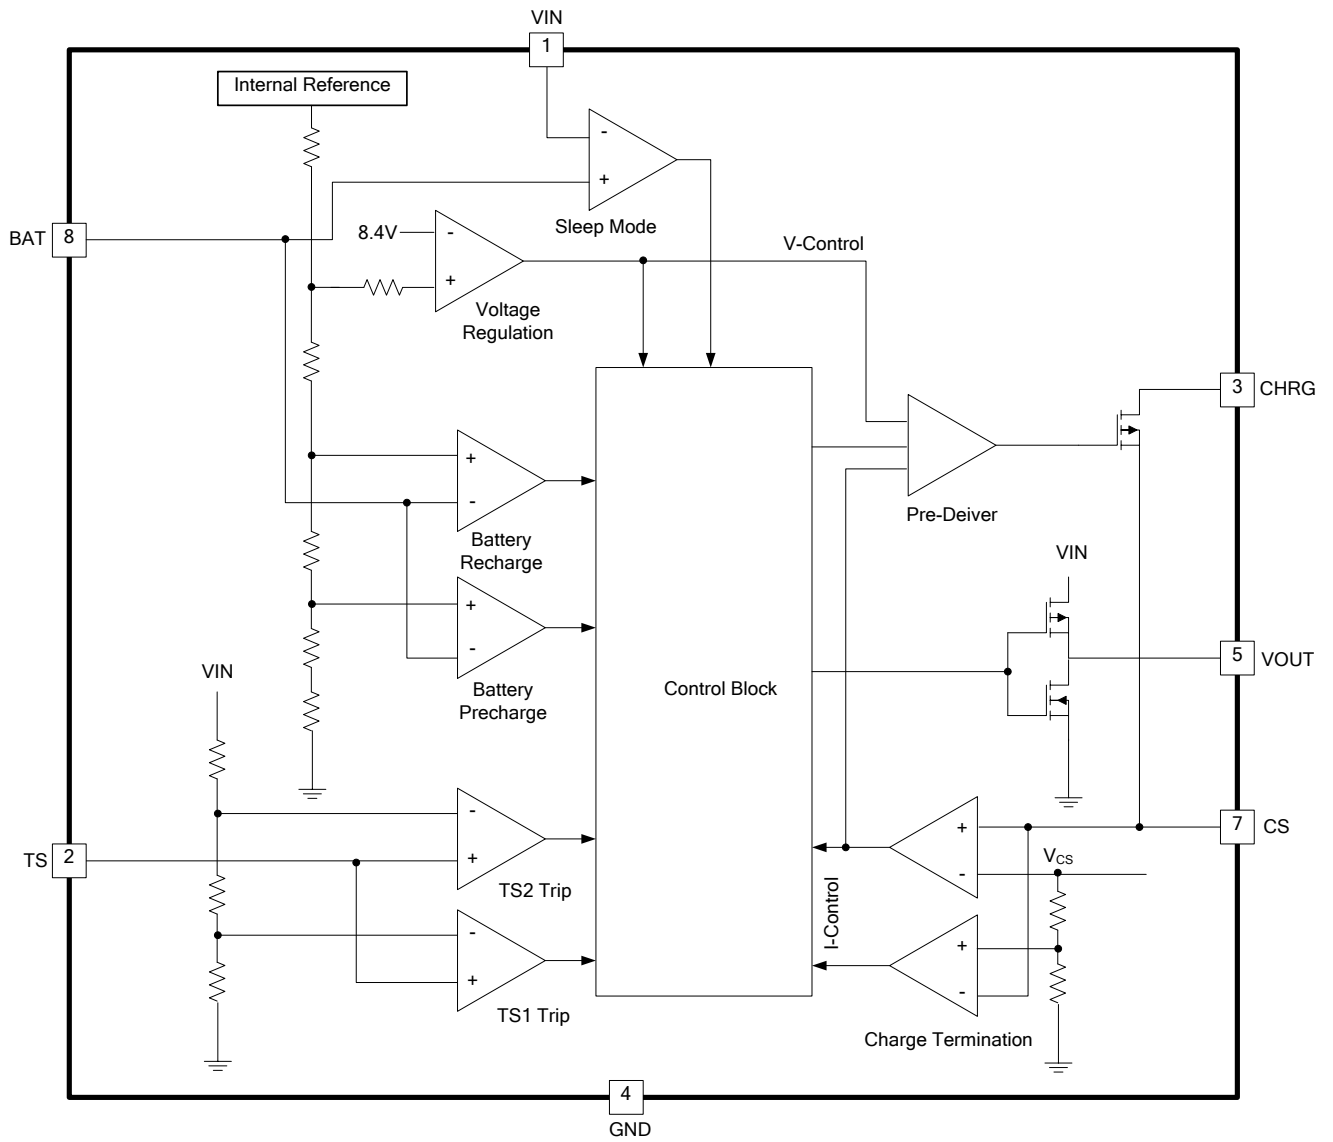 VIN
1
Internal Reference
-
+
Sleep Mode
BAT
8
8.4V
-
+
Voltage
Regulation
V-Control
3
CHRG
+
-
Battery
Recharge
Pre-Deiver
VIN
+
-
Battery
Precharge
VIN
Control Block
5
VOUT
-
+
TS2 Trip
TS
2
+
-
7
CS
VCS
I-Control
-
+
TS1 Trip
+
-
Charge Termination
4
GND